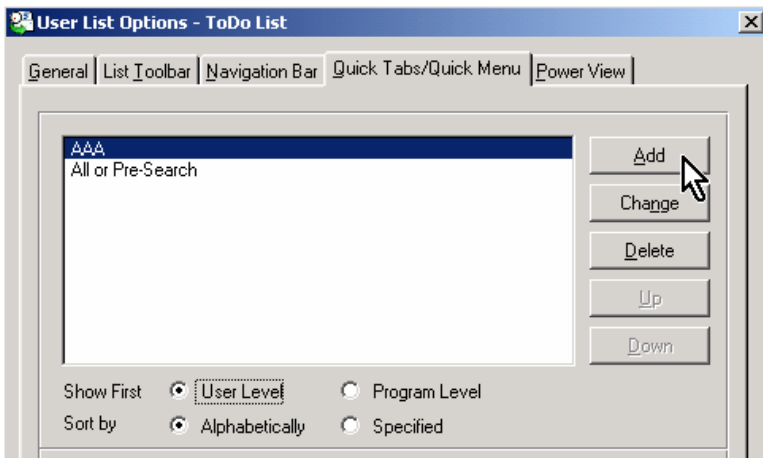 User List Options - ToDo List
General List Toolbar Navigation Bar Quick Tabs/Quick Menu Power View
AAA
All or Pre-Search
Add
Change
Delete
Up
Down
Show First User Level Program Level
Sort by Alphabetically Specified